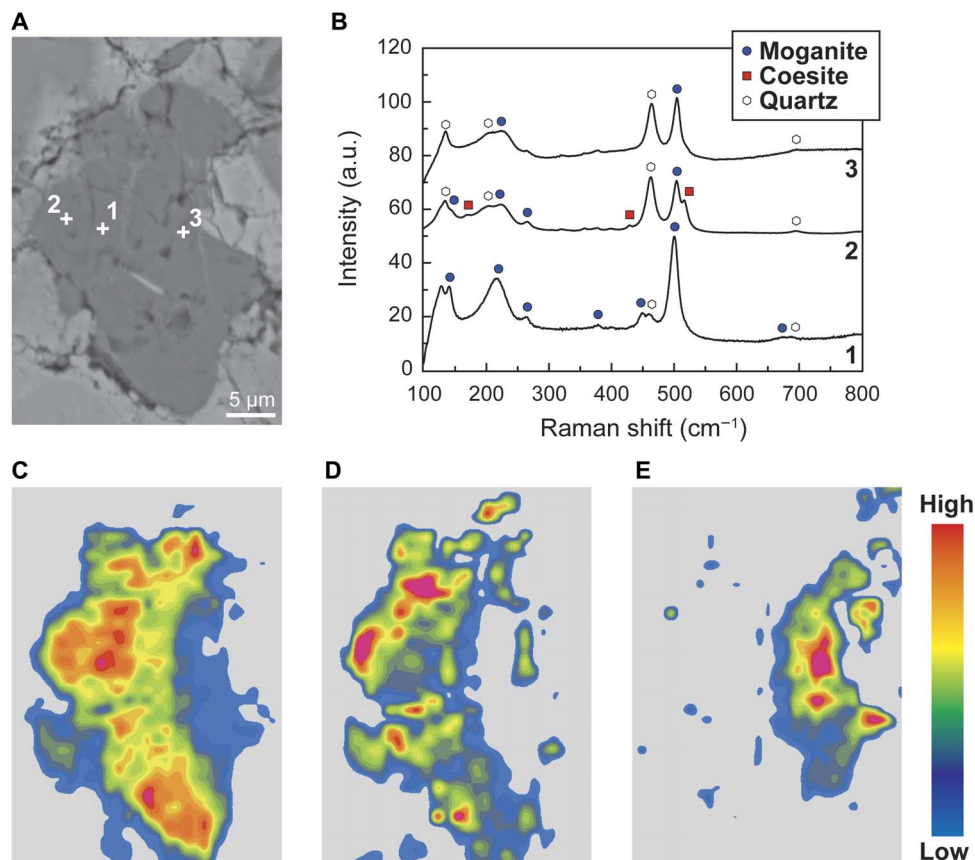 A
2
1
3
5 µm
B
Intensity (a.u.)
120
100
80
60
40
20
0
Moganite
Coesite
Quartz
3
2
1
100 200 300 400 500 600 700 800
Raman shift (cm⁻¹)
C
D
E
High
Low